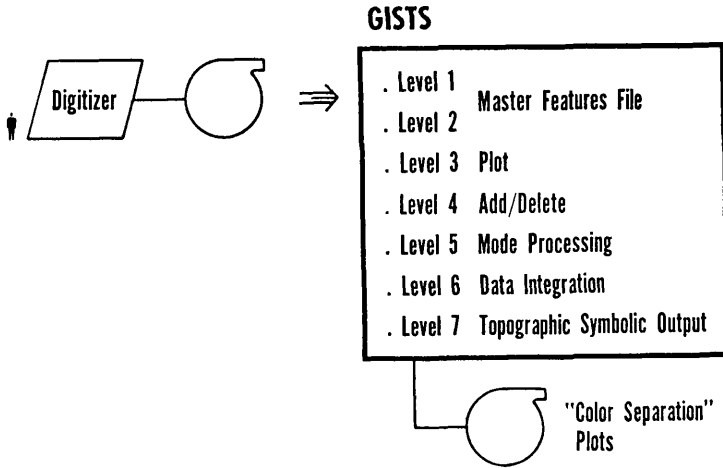 GISTS
Digitizer
. Level 1
Master Features File
. Level 2
. Level 3 Plot
. Level 4 Add/Delete
. Level 5 Mode Processing
. Level 6 Data Integration
. Level 7 Topographic Symbolic Output
"Color Separation"
Plots